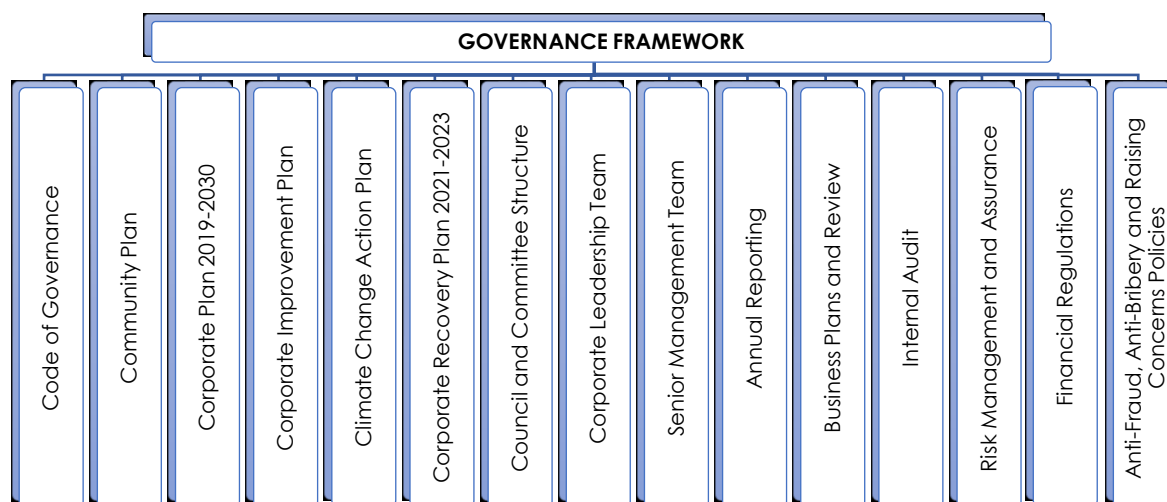 GOVERNANCE FRAMEWORK
Code of Governance
Community Plan
Corporate Plan 2019-2030
Corporate Improvement Plan
Climate Change Action Plan
Corporate Recovery Plan 2021-2023
Council and Committee Structure
Corporate Leadership Team
Senior Management Team
Annual Reporting
Business Plans and Review
Internal Audit
Risk Management and Assurance
Financial Regulations
Anti-Fraud, Anti-Bribery and Raising
Concerns Policies